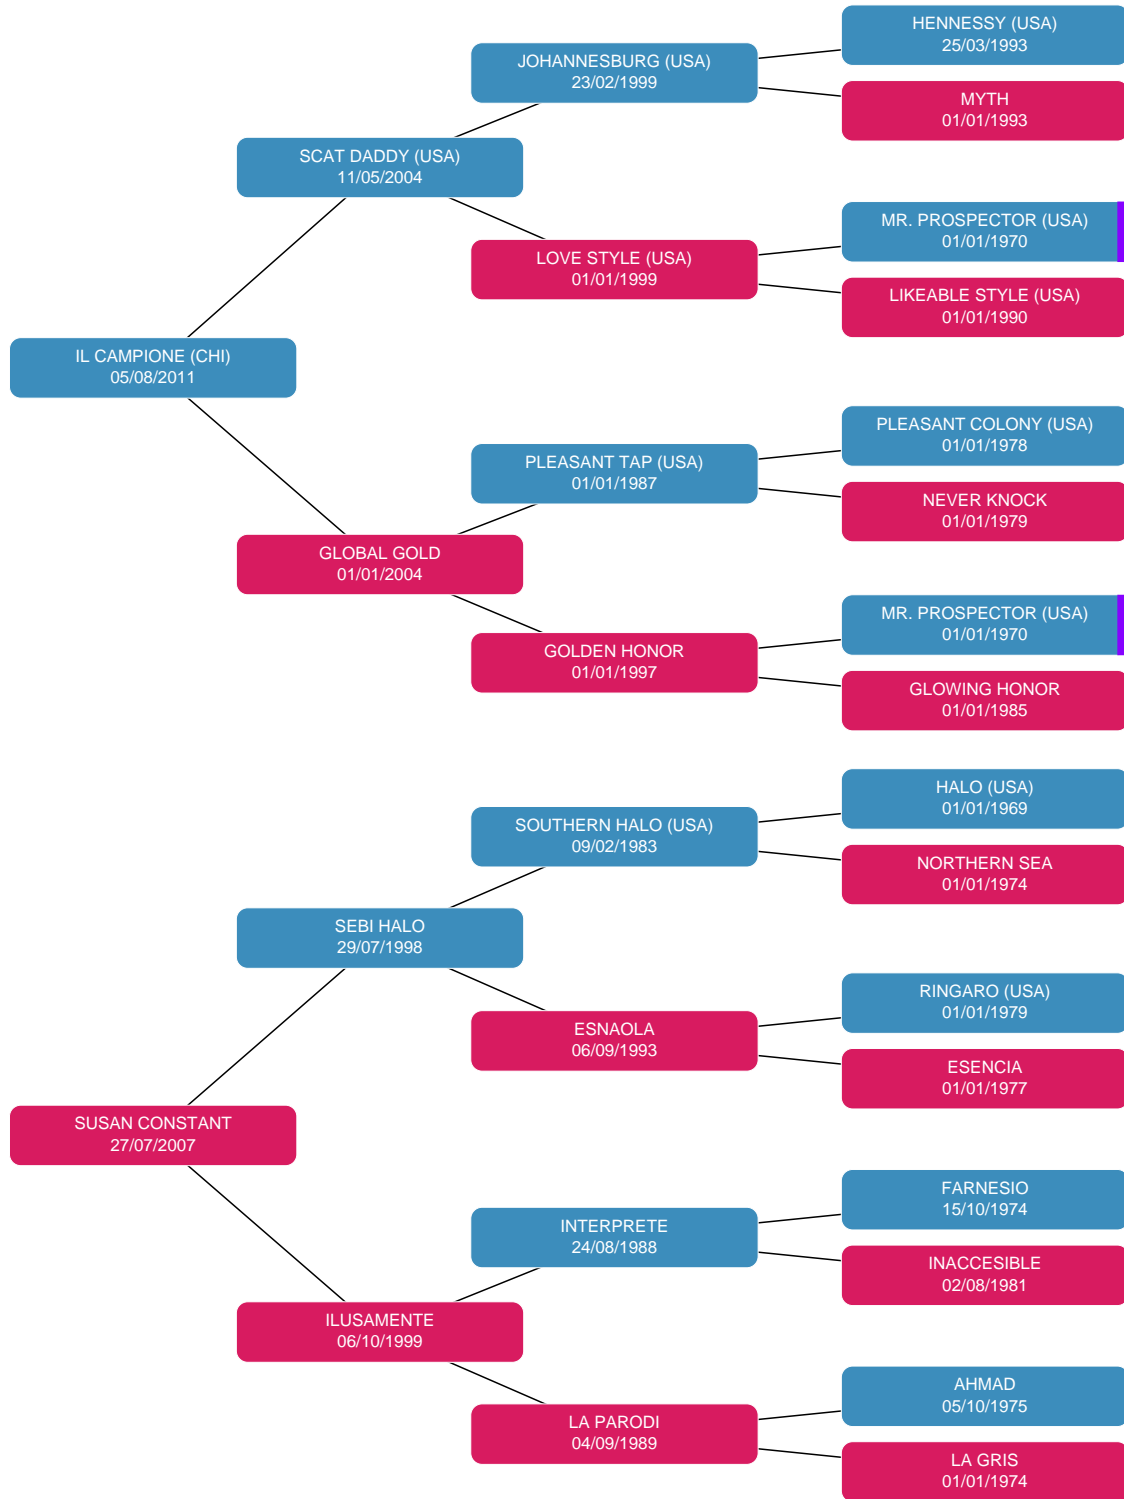 HENNESSY (USA)
25/03/1993
JOHANNESBURG (USA)
23/02/1999
MYTH
01/01/1993
SCAT DADDY (USA)
11/05/2004
MR. PROSPECTOR (USA)
01/01/1970
LOVE STYLE (USA)
01/01/1999
LIKEABLE STYLE (USA)
01/01/1990
IL CAMPIONE (CHI)
05/08/2011
PLEASANT COLONY (USA)
01/01/1978
PLEASANT TAP (USA)
01/01/1987
NEVER KNOCK
01/01/1979
GLOBAL GOLD
01/01/2004
MR. PROSPECTOR (USA)
01/01/1970
GOLDEN HONOR
01/01/1997
GLOWING HONOR
01/01/1985
HALO (USA)
01/01/1969
SOUTHERN HALO (USA)
09/02/1983
NORTHERN SEA
01/01/1974
SEBI HALO
29/07/1998
RINGARO (USA)
01/01/1979
ESNAOLA
06/09/1993
ESENCIA
01/01/1977
SUSAN CONSTANT
27/07/2007
FARNESIO
15/10/1974
INTERPRETE
24/08/1988
INACCESIBLE
02/08/1981
ILUSAMENTE
06/10/1999
AHMAD
05/10/1975
LA PARODI
04/09/1989
LA GRIS
01/01/1974